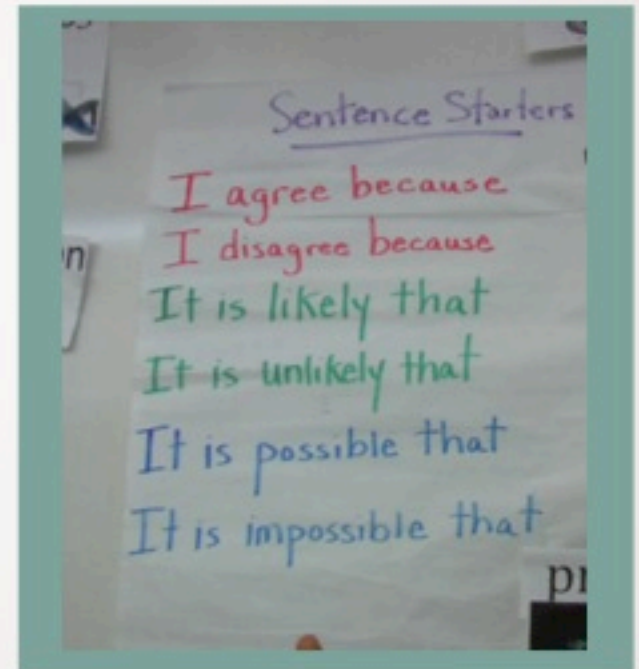 Sentence Starters
I agree because
I disagree because
It is likely that
It is unlikely that
It is possible that
It is impossible that